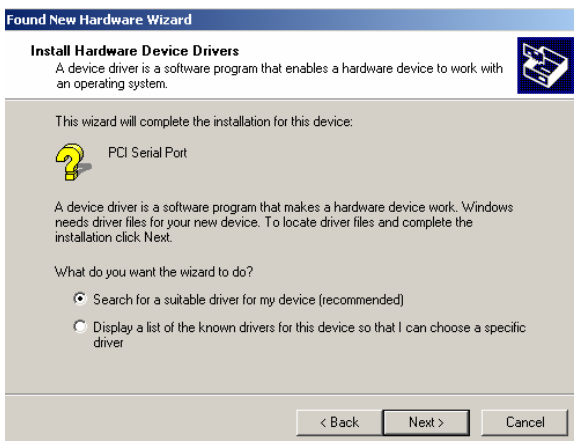 Found New Hardware Wizard
Install Hardware Device Drivers
A device driver is a software program that enables a hardware device to work with
an operating system.
This wizard will complete the installation for this device:
PCI Serial Port
A device driver is a software program that makes a hardware device work. Windows
needs driver files for your new device. To locate driver files and complete the
installation click Next.
What do you want the wizard to do?
Search for a suitable driver for my device (recommended)
Display a list of the known drivers for this device so that I can choose a specific
driver
< Back Next > Cancel